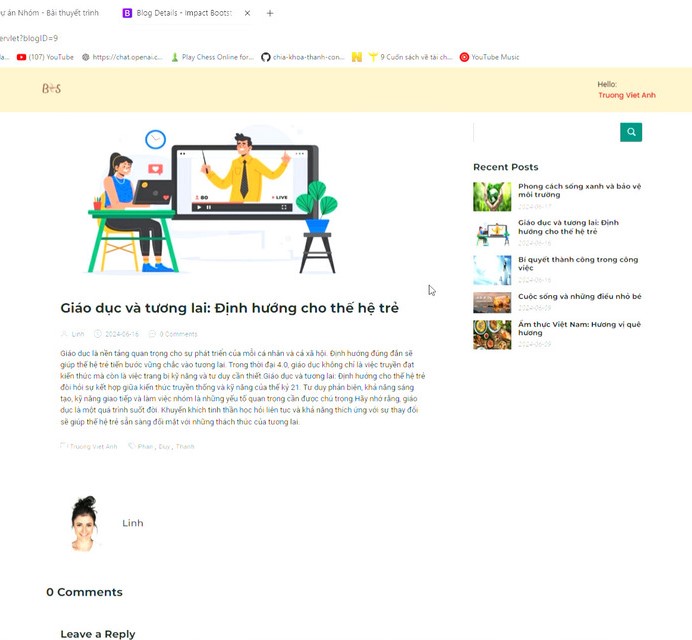 ự án Nhóm - Bài thuyết trình
Blog Details - Impact Bootst
ervlet?blogID=9
(107) YouTube
https://chat.openai.c...
Play Chess Online for...
chia-khoa-thanh-con...
9 Cuốn sách về tài ch...
YouTube Music
Hello:
Truong Viet Anh
LIVE
Giáo dục và tương lai: Định hướng cho thế hệ trẻ
Linh
2024-06-16
0 Comments
Giáo dục là nền tảng quan trọng cho sự phát triển của mỗi cá nhân và cả xã hội. Định hướng đúng đắn sẽ
giúp thế hệ trẻ tiến bước vững chắc vào tương lai. Trong thời đại 4.0, giáo dục không chỉ là việc truyền đạt
kiến thức mà còn là việc trang bị kỹ năng và tư duy cần thiết.Giáo dục và tương lai: Định hướng cho thế hệ trẻ
đòi hỏi sự kết hợp giữa kiến thức truyền thống và kỹ năng của thế kỷ 21. Tư duy phản biện, khả năng sáng
tạo, kỹ năng giao tiếp và làm việc nhóm là những yếu tố quan trọng cần được chú trọng.Hãy nhớ rằng, giáo
dục là một quá trình suốt đời. Khuyến khích tinh thần học hỏi liên tục và khả năng thích ứng với sự thay đổi
sẽ giúp thế hệ trẻ sẵn sàng đối mặt với những thách thức của tương lai.
Truong Viet Anh
Phan , Duy , Thanh
Linh
0 Comments
Leave a Reply
Recent Posts
Phong cách sống xanh và bảo vệ
môi trường
2024-06-17
Giáo dục và tương lai: Định
hướng cho thế hệ trẻ
2024-06-16
Bí quyết thành công trong công
việc
2024-06-16
Cuộc sống và những điều nhỏ bé
Ẩm thực Việt Nam: Hương vị quê
hương